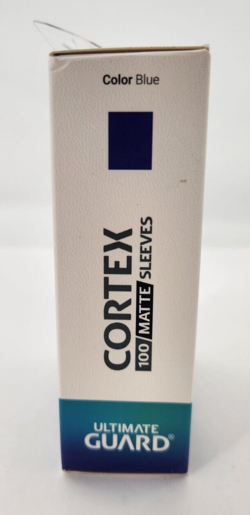 Color Blue
CORTEX
100/MATTE/SLEEVES
ULTIMATE
GUARD®